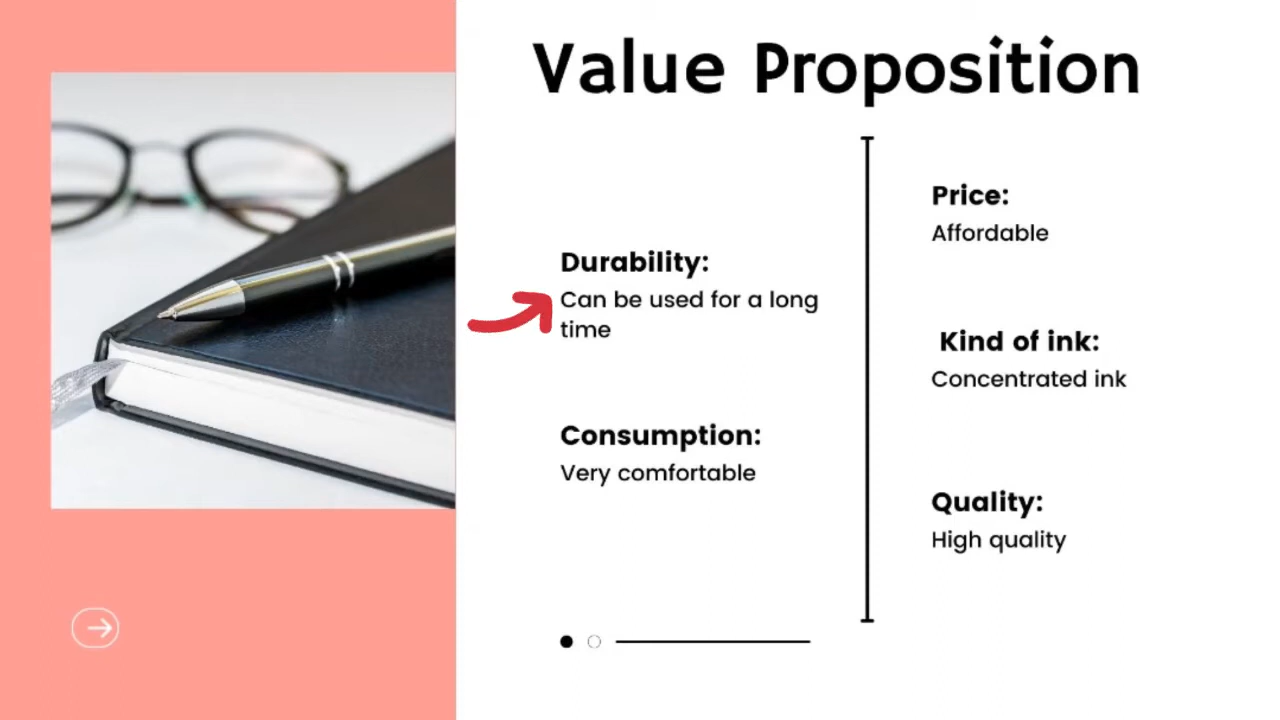 Value Proposition
Durability:
Can be used for a long
time
Consumption:
Very comfortable
Price:
Affordable
Kind of ink:
Concentrated ink
Quality:
High quality